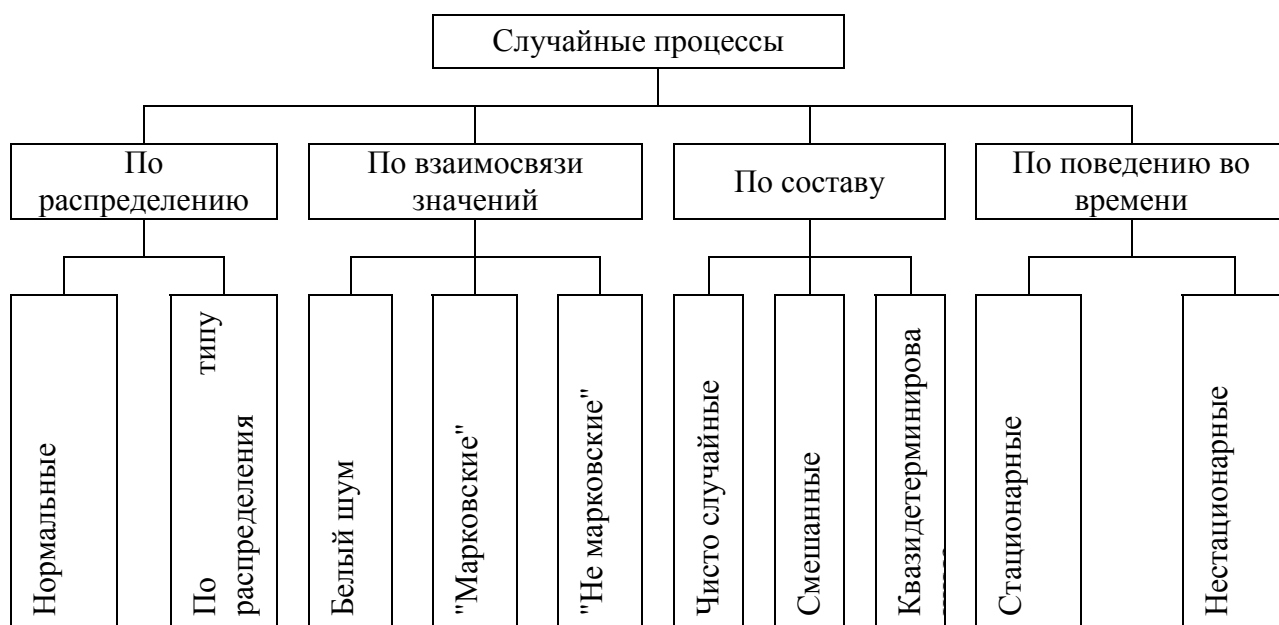 Случайные процессы
По
распределению
По взаимосвязи
значений
По составу
По поведению во
времени
Нормальные
По типу
распределения
Белый шум
"Марковские"
"Не марковские"
Чисто случайные
Смешанные
Квазидетерминирова
Стационарные
Нестационарные